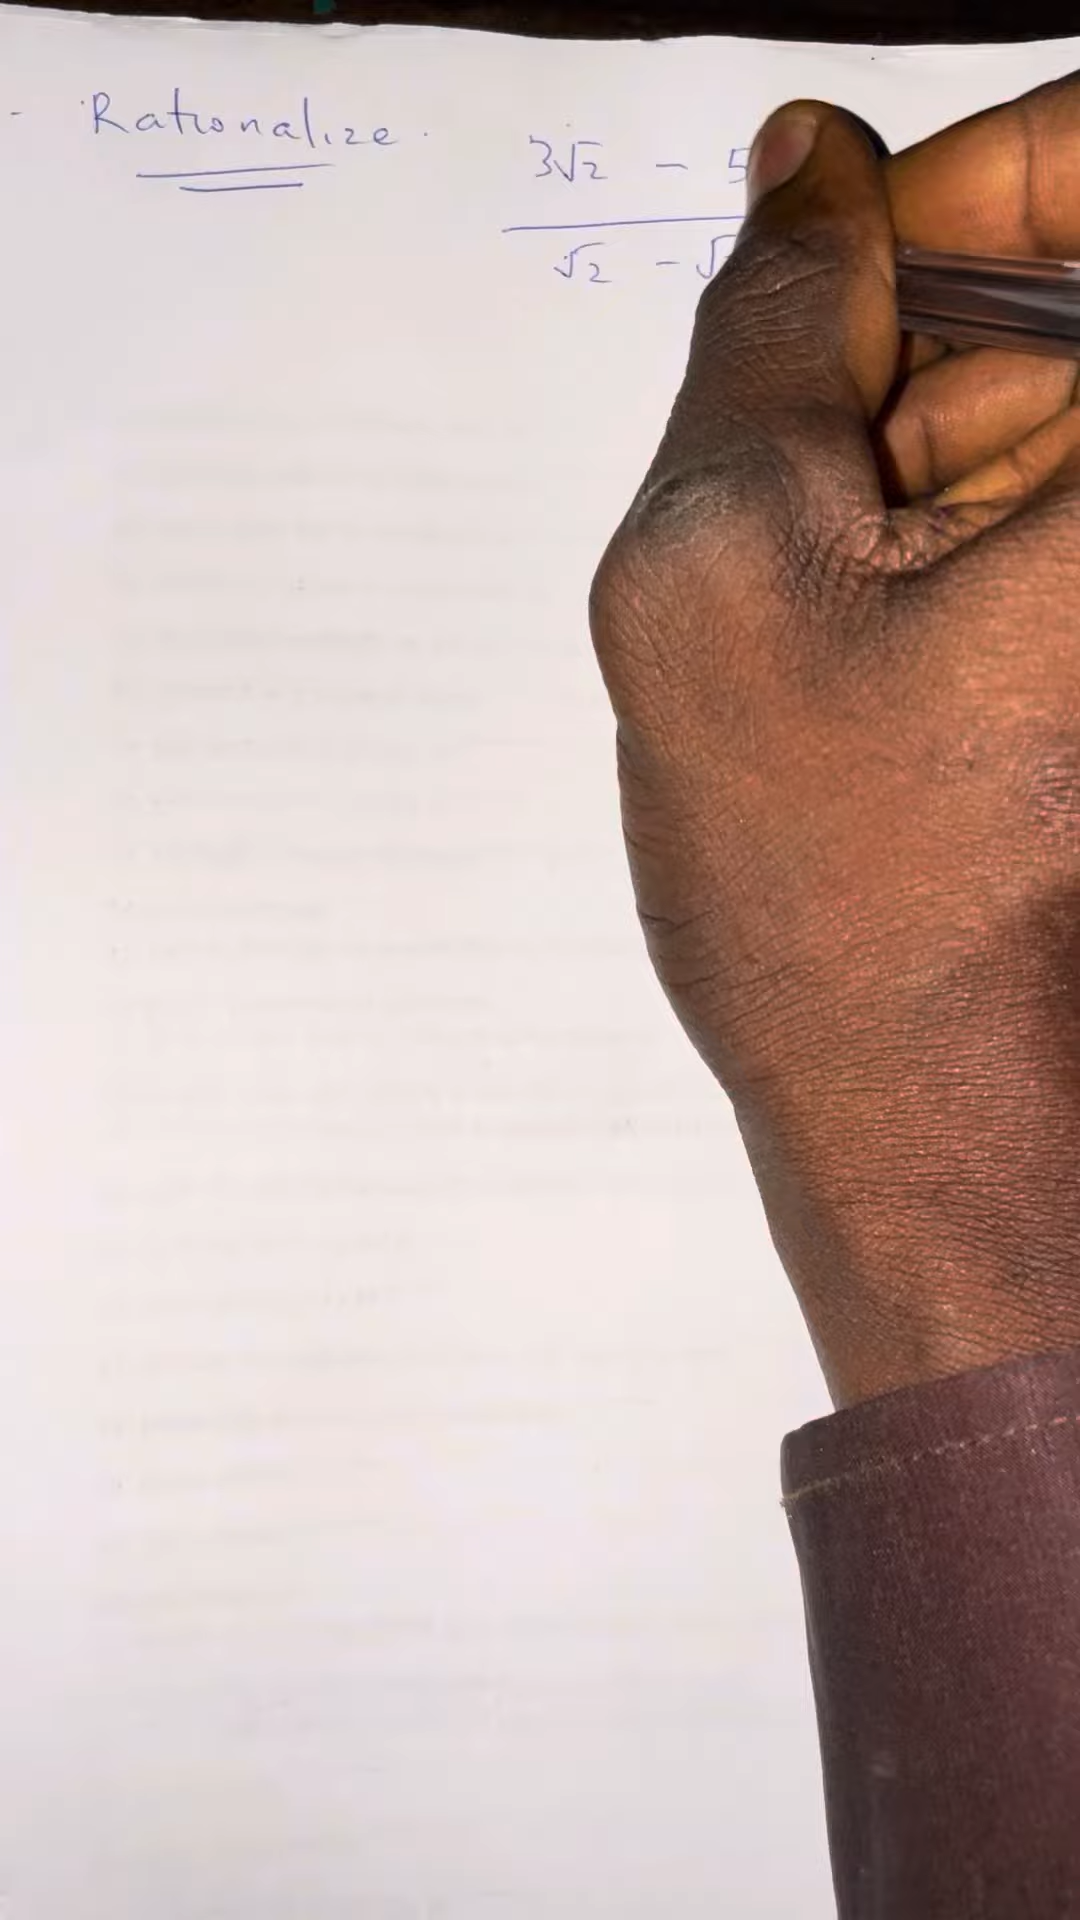 - Rationalize. 3√2 - 5
√2 - √